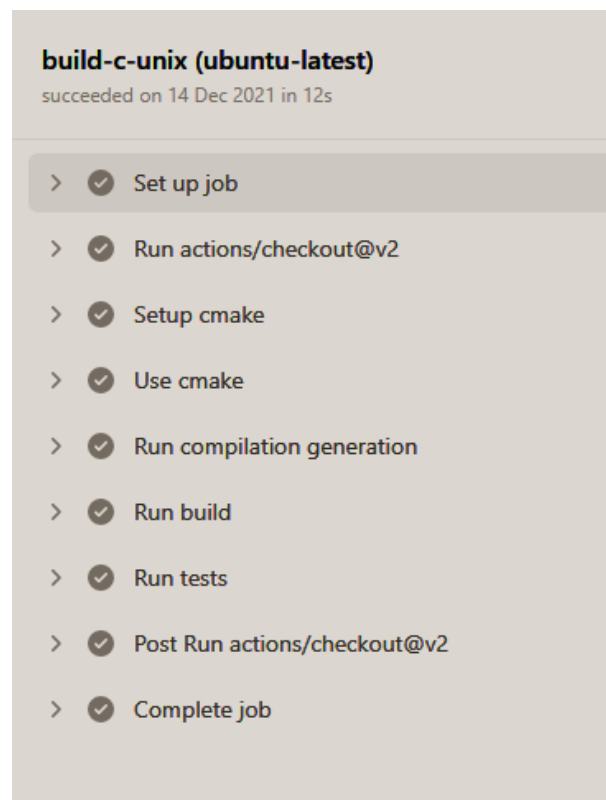 build-c-unix (ubuntu-latest)
succeeded on 14 Dec 2021 in 12s
Set up job
Run actions/checkout@v2
Setup cmake
Use cmake
Run compilation generation
Run build
Run tests
Post Run actions/checkout@v2
Complete job